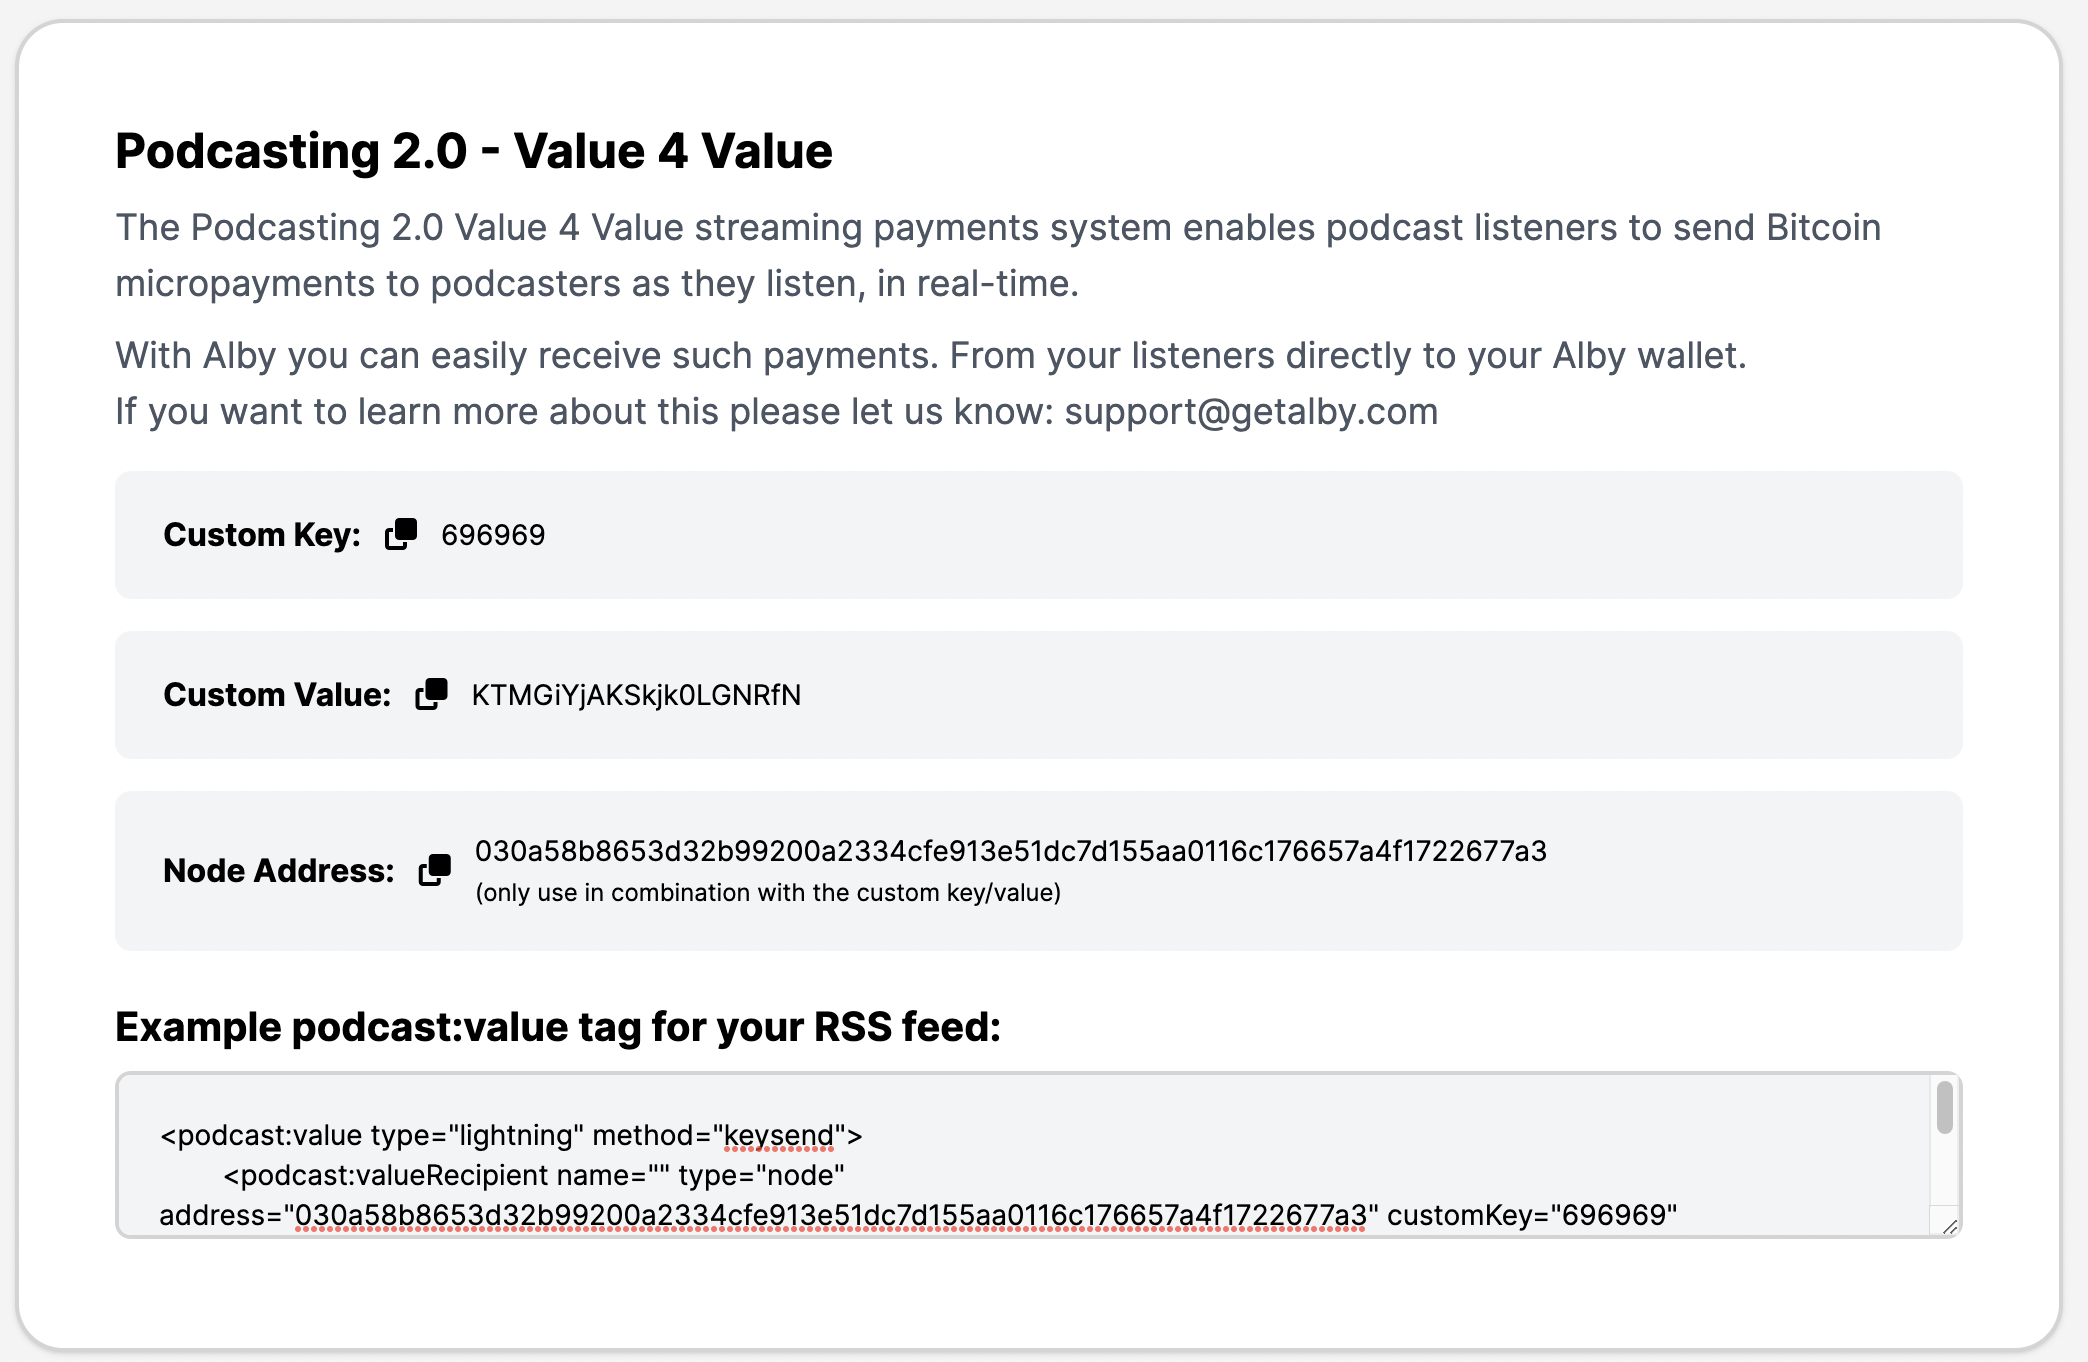 Podcasting 2.0 - Value 4 Value
The Podcasting 2.0 Value 4 Value streaming payments system enables podcast listeners to send Bitcoin
micropayments to podcasters as they listen, in real-time.
With Alby you can easily receive such payments. From your listeners directly to your Alby wallet.
If you want to learn more about this please let us know: support@getalby.com
Custom Key: 696969
Custom Value: KTMGiYjAKSkjk0LGNRfN
Node Address: 030a58b8653d32b99200a2334cfe913e51dc7d155aa0116c176657a4f1722677a3
(only use in combination with the custom key/value)
Example podcast:value tag for your RSS feed:
<podcast:value type="lightning" method="keysend">
<podcast:valueRecipient name="" type="node"
address="030a58b8653d32b99200a2334cfe913e51dc7d155aa0116c176657a4f1722677a3" customKey="696969"